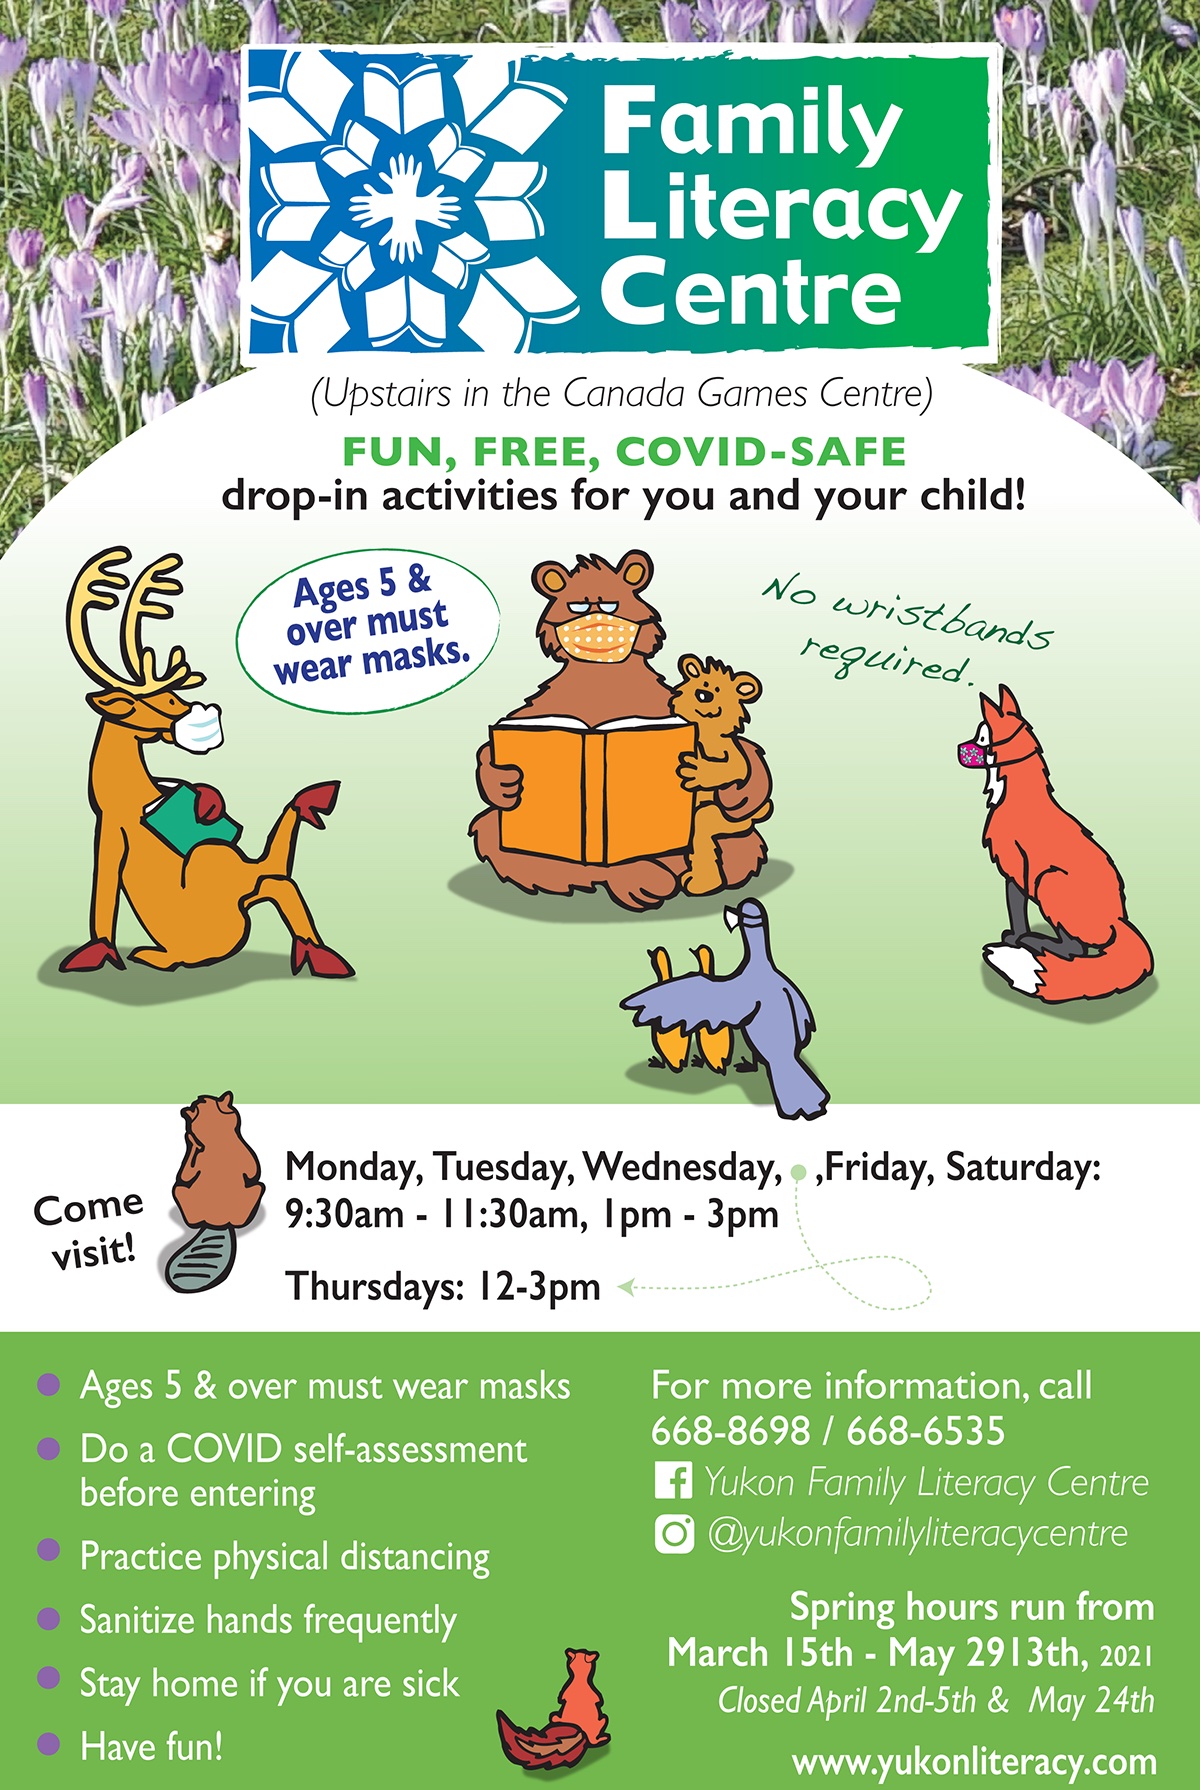 Family
Literacy
Centre
(Upstairs in the Canada Games Centre)
FUN, FREE, COVID-SAFE
drop-in activities for you and your child!
Ages 5 &
over must
wear masks.
No wristbands
required.
Come
visit!
Monday, Tuesday, Wednesday, ,Friday, Saturday:
9:30am - 11:30am, 1pm - 3pm
Thursdays: 12-3pm
Ages 5 & over must wear masks
Do a COVID self-assessment
before entering
Practice physical distancing
Sanitize hands frequently
Stay home if you are sick
Have fun!
For more information, call
668-8698 / 668-6535
Yukon Family Literacy Centre
@yukonfamilyliteracycentre
Spring hours run from
March 15th - May 2913th, 2021
Closed April 2nd-5th & May 24th
www.yukonliteracy.com